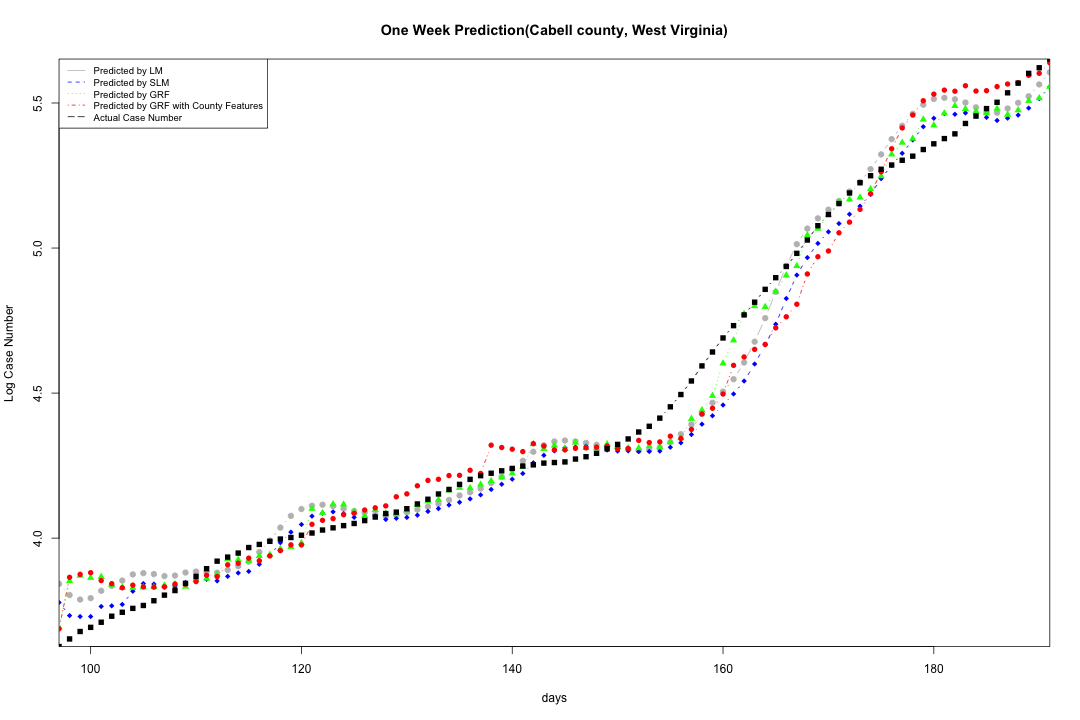 One Week Prediction(Cabell county, West Virginia)
Predicted by LM
Predicted by SLM
Predicted by GRF
Predicted by GRF with County Features
Actual Case Number
5.5
5.0
4.5
4.0
Log Case Number
100 120 140 160 180
days